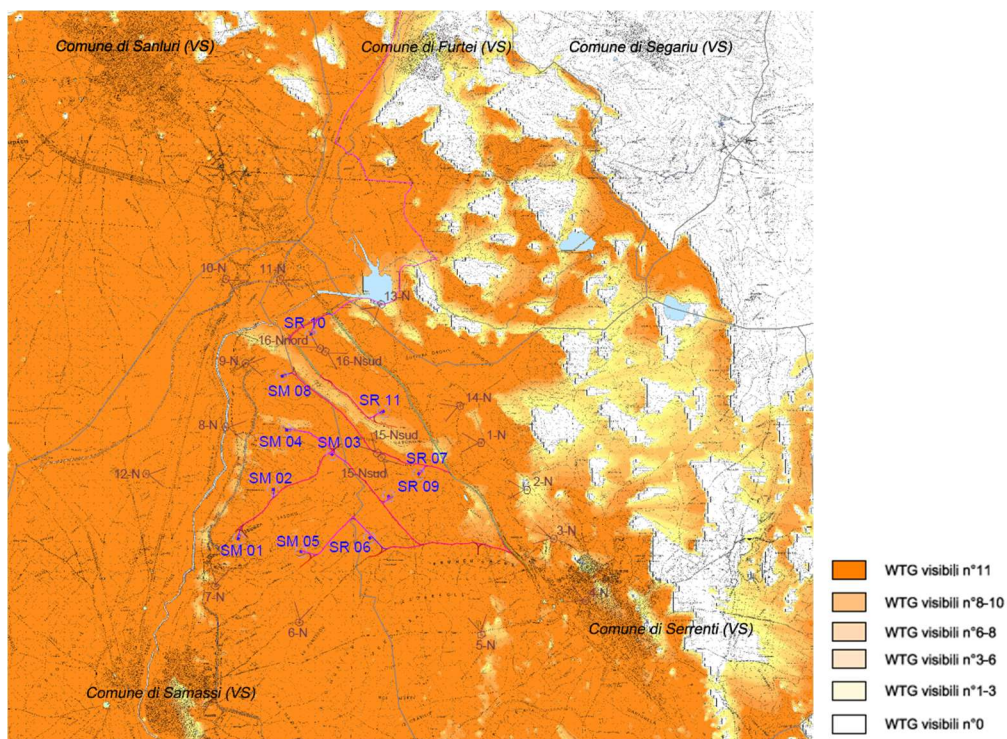 Comune di Sanluri (VS)
Comune di Furtei (VS)
Comune di Segariu (VS)
10-N
11-N
13-N
SR 10
16-Nnord
16-Nsud
9-N
SM 08
SR 11
14-N
8-N
SM 04
SM 03
15-Nsud
1-N
12-N
SM 02
15-Nsud
SR 07
SR 09
2-N
SM 01
SM 05
SR 06
3-N
7-N
4-N
6-N
5-N
Comune di Serrenti (VS)
Comune di Samassi (VS)
WTG visibili n°11
WTG visibili n°8-10
WTG visibili n°6-8
WTG visibili n°3-6
WTG visibili n°1-3
WTG visibili n°0